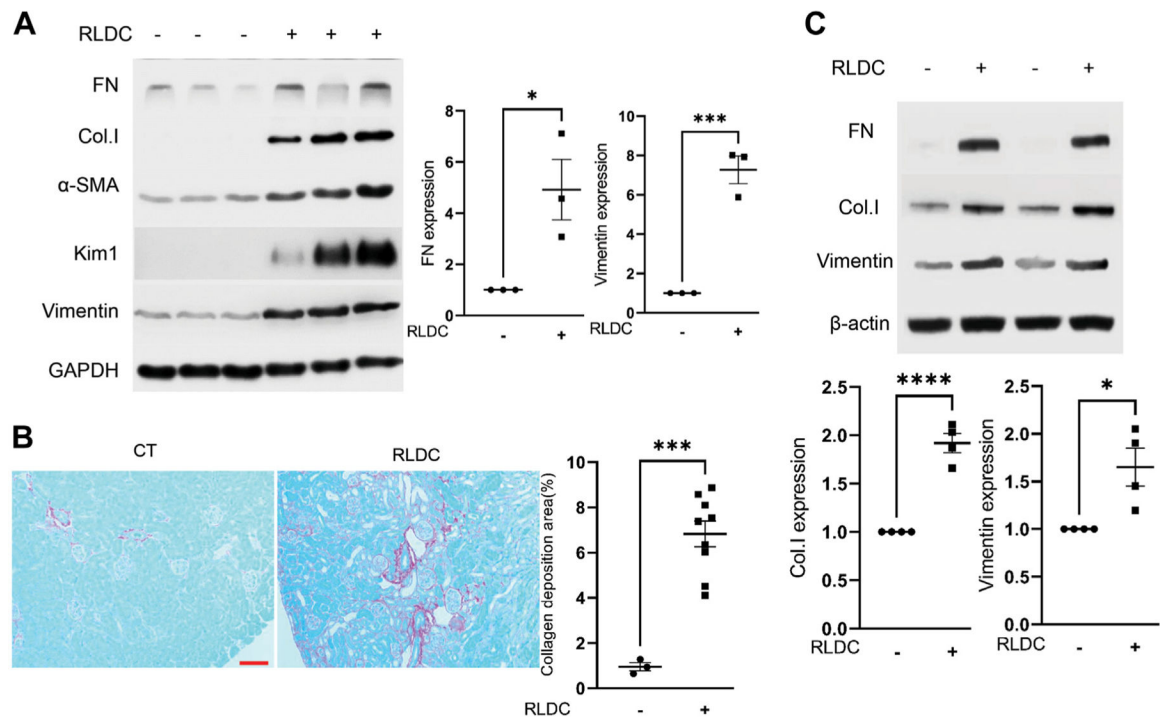 A
RLDC - - - + + +
FN
Col.I
α-SMA
Kim1
Vimentin
GAPDH
FN expression
8
6
4
2
0
*
RLDC - +
Vimentin expression
10
8
6
4
2
0
***
RLDC - +
B
CT
RLDC
Collagen deposition area(%)
10
8
6
4
2
0
***
RLDC - +
C
RLDC - + - +
FN
Col.I
Vimentin
β-actin
Col.I expression
2.5
2.0
1.5
1.0
0.5
0.0
****
RLDC - +
Vimentin expression
2.5
2.0
1.5
1.0
0.5
0.0
*
RLDC - +